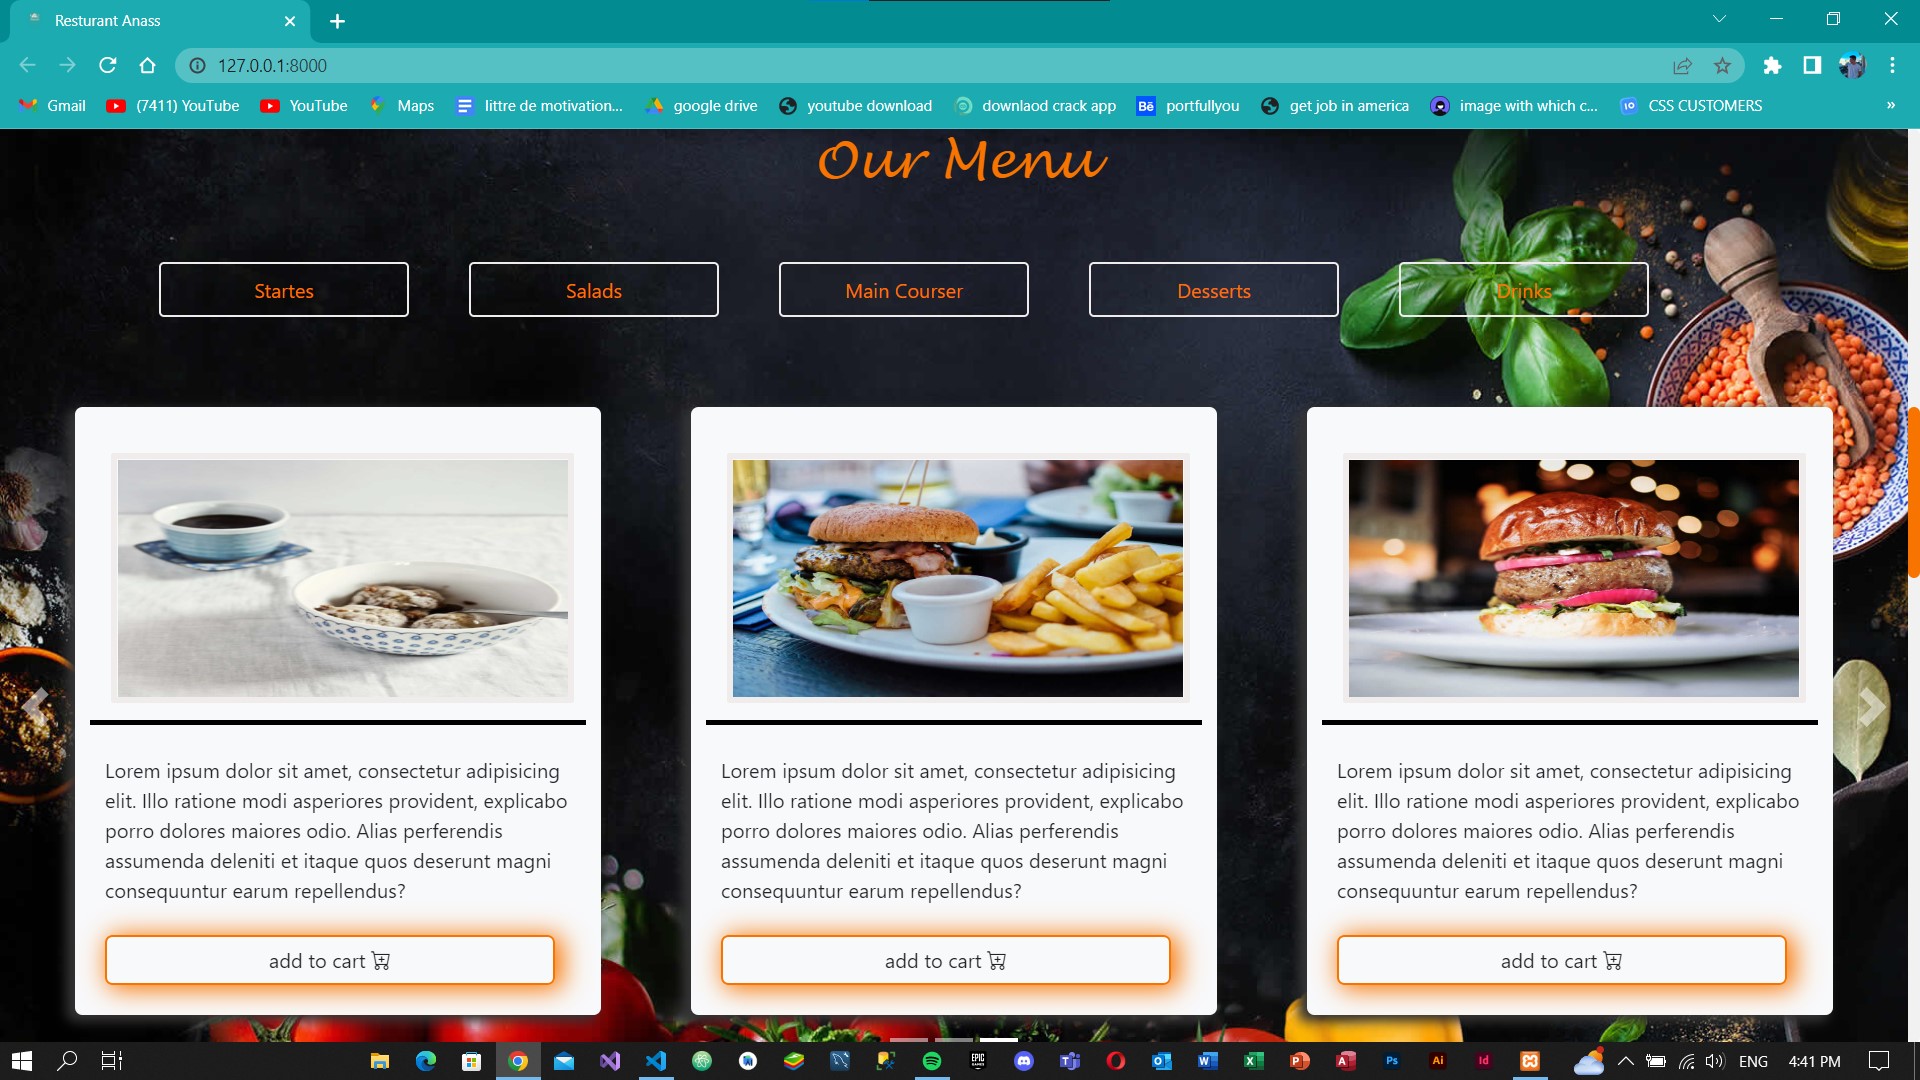 Resturant Anass
127.0.0.1:8000
Gmail
(7411) YouTube
YouTube
Maps
littre de motivation...
google drive
youtube download
downlaod crack app
Bē portfullyou
get job in america
image with which c...
CSS CUSTOMERS
»
Our Menu
Startes
Salads
Main Courser
Desserts
Drinks
Lorem ipsum dolor sit amet, consectetur adipisicing
elit. Illo ratione modi asperiores provident, explicabo
porro dolores maiores odio. Alias perferendis
assumenda deleniti et itaque quos deserunt magni
consequuntur earum repellendus?
add to cart
Lorem ipsum dolor sit amet, consectetur adipisicing
elit. Illo ratione modi asperiores provident, explicabo
porro dolores maiores odio. Alias perferendis
assumenda deleniti et itaque quos deserunt magni
consequuntur earum repellendus?
add to cart
Lorem ipsum dolor sit amet, consectetur adipisicing
elit. Illo ratione modi asperiores provident, explicabo
porro dolores maiores odio. Alias perferendis
assumenda deleniti et itaque quos deserunt magni
consequuntur earum repellendus?
add to cart
ENG
4:41 PM